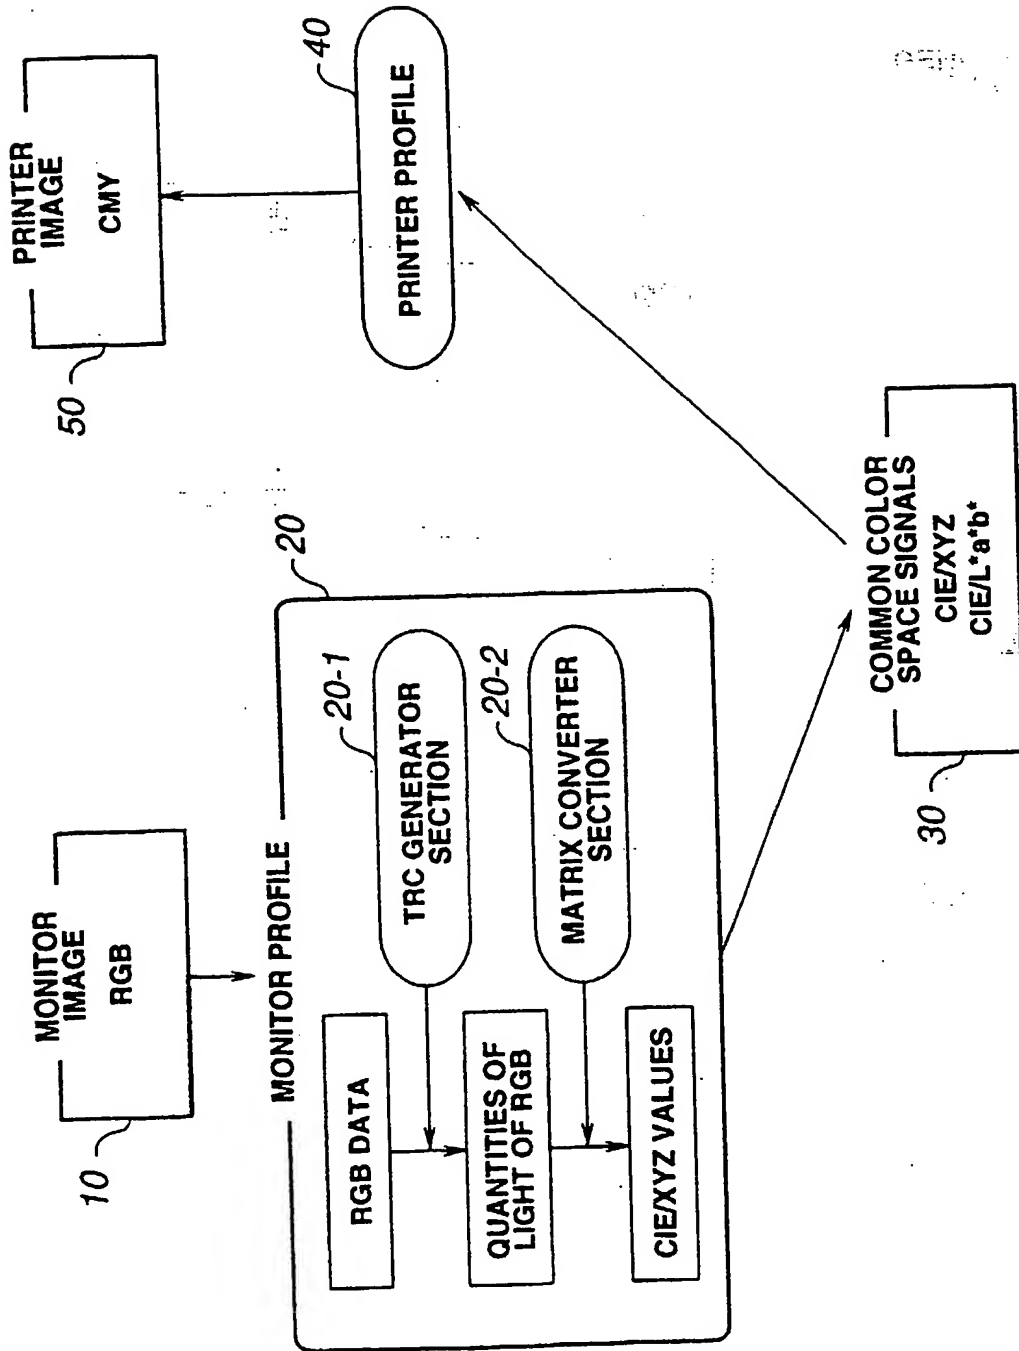 MONITOR
IMAGE
RGB
10
MONITOR PROFILE
20
RGB DATA
TRC GENERATOR
SECTION
20-1
QUANTITIES OF
LIGHT OF RGB
MATRIX CONVERTER
SECTION
20-2
CIE/XYZ VALUES
COMMON COLOR
SPACE SIGNALS
CIE/XYZ
CIE/L*a*b*
30
PRINTER PROFILE
40
PRINTER
IMAGE
CMY
50